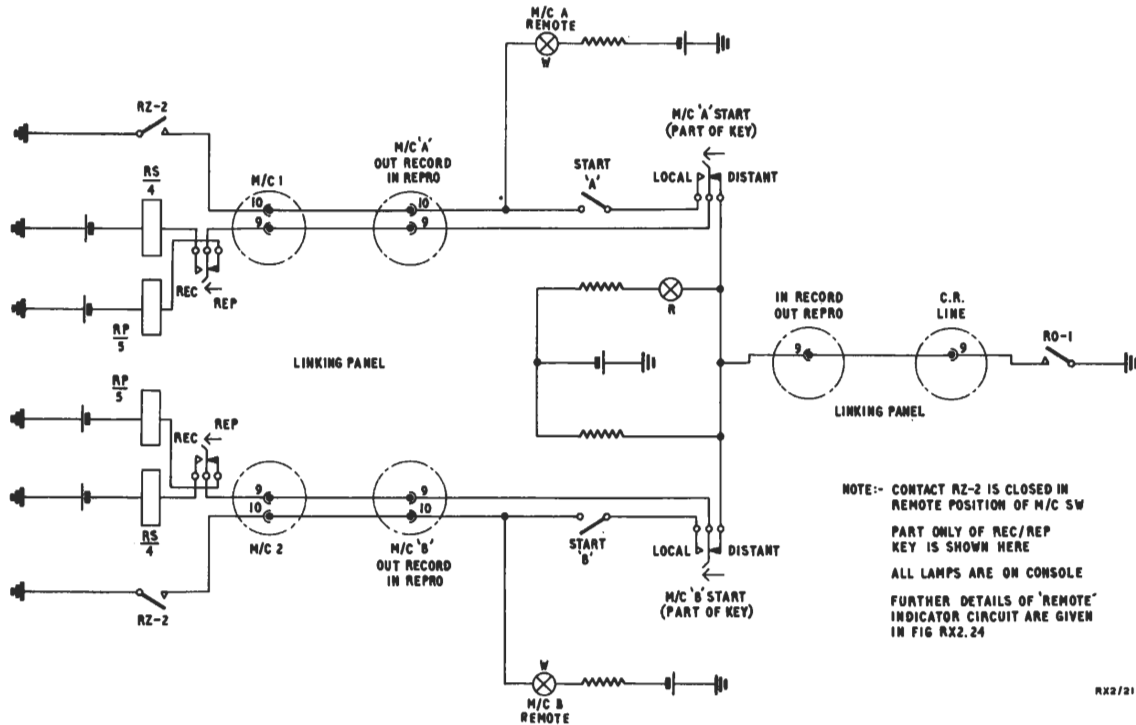 M/C A
REMOTE
W
RZ-2
M/C 'A' START
(PART OF KEY)
M/C 'A'
OUT RECORD
IN REPRO
RS
4
M/C 1
START
'A'
LOCAL
DISTANT
10
10
9
9
REC
REP
RP
5
R
IN RECORD
OUT REPRO
C.R.
LINE
RO-1
9
9
LINKING PANEL
LINKING PANEL
RP
5
REC
REP
9
9
10
10
RS
4
M/C 2
M/C 'B'
OUT RECORD
IN REPRO
START
'B'
LOCAL
DISTANT
M/C 'B' START
(PART OF KEY)
RZ-2
W
M/C B
REMOTE
NOTE:- CONTACT RZ-2 IS CLOSED IN
REMOTE POSITION OF M/C SW
PART ONLY OF REC/REP
KEY IS SHOWN HERE
ALL LAMPS ARE ON CONSOLE
FURTHER DETAILS OF 'REMOTE'
INDICATOR CIRCUIT ARE GIVEN
IN FIG RX2.24
RX2/21